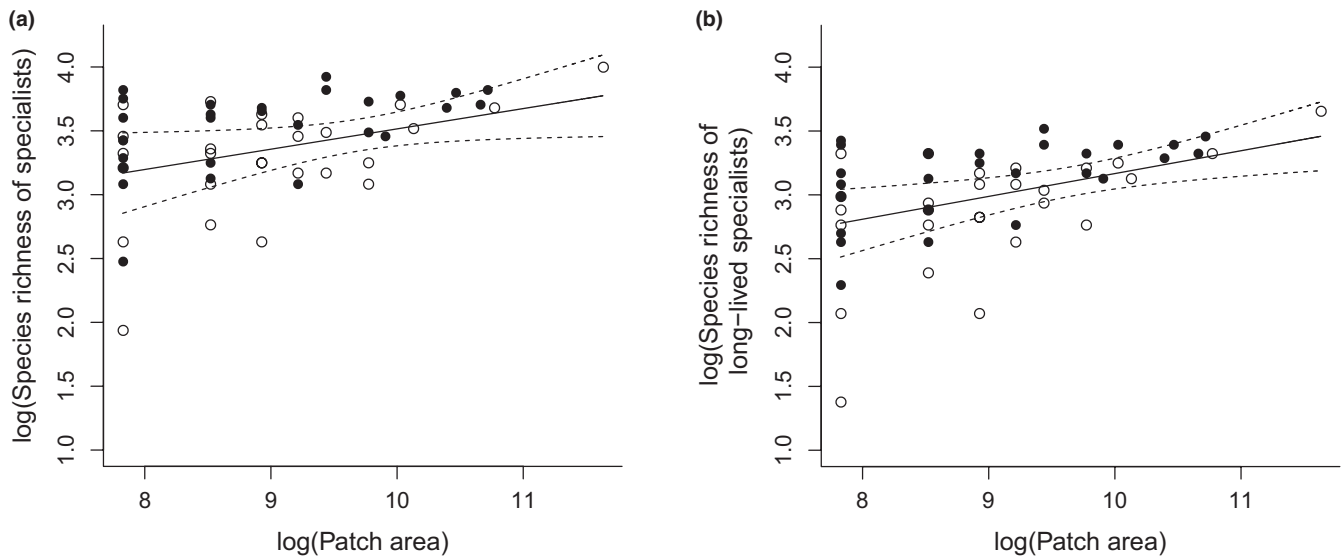 (a)
log(Species richness of specialists)
1.0 1.5 2.0 2.5 3.0 3.5 4.0
8 9 10 11
log(Patch area)
(b)
log(Species richness of
long−lived specialists)
1.0 1.5 2.0 2.5 3.0 3.5 4.0
8 9 10 11
log(Patch area)